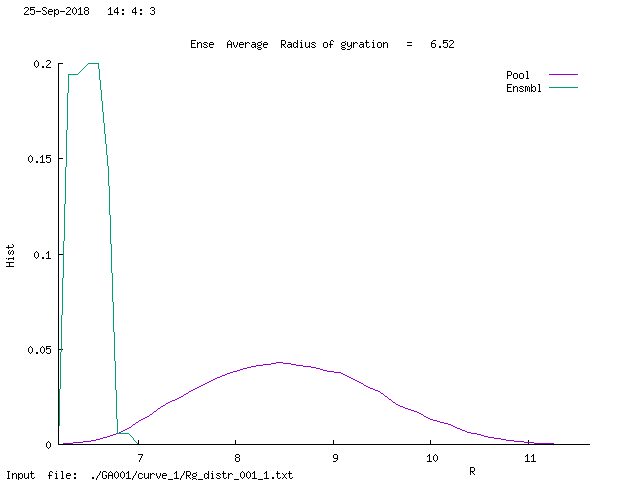 25-Sep-2018   14: 4: 3
Ense  Average  Radius of gyration   =   6.52
0.2
Pool
Ensmbl
0.15
0.1
Hist
0.05
0
7 8 9 10 11
R
Input  file:  ./GA001/curve_1/Rg_distr_001_1.txt